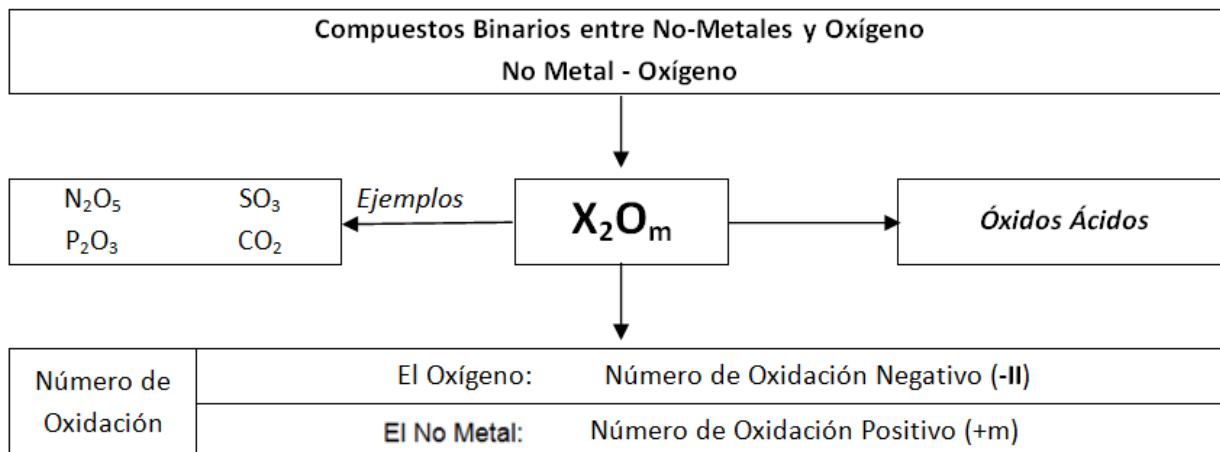 Compuestos Binarios entre No-Metales y Oxígeno
No Metal - Oxígeno
N₂O₅ SO₃
P₂O₃ CO₂
Ejemplos
X₂Oₘ
Óxidos Ácidos
Número de
Oxidación
El Oxígeno: Número de Oxidación Negativo (-II)
El No Metal: Número de Oxidación Positivo (+m)